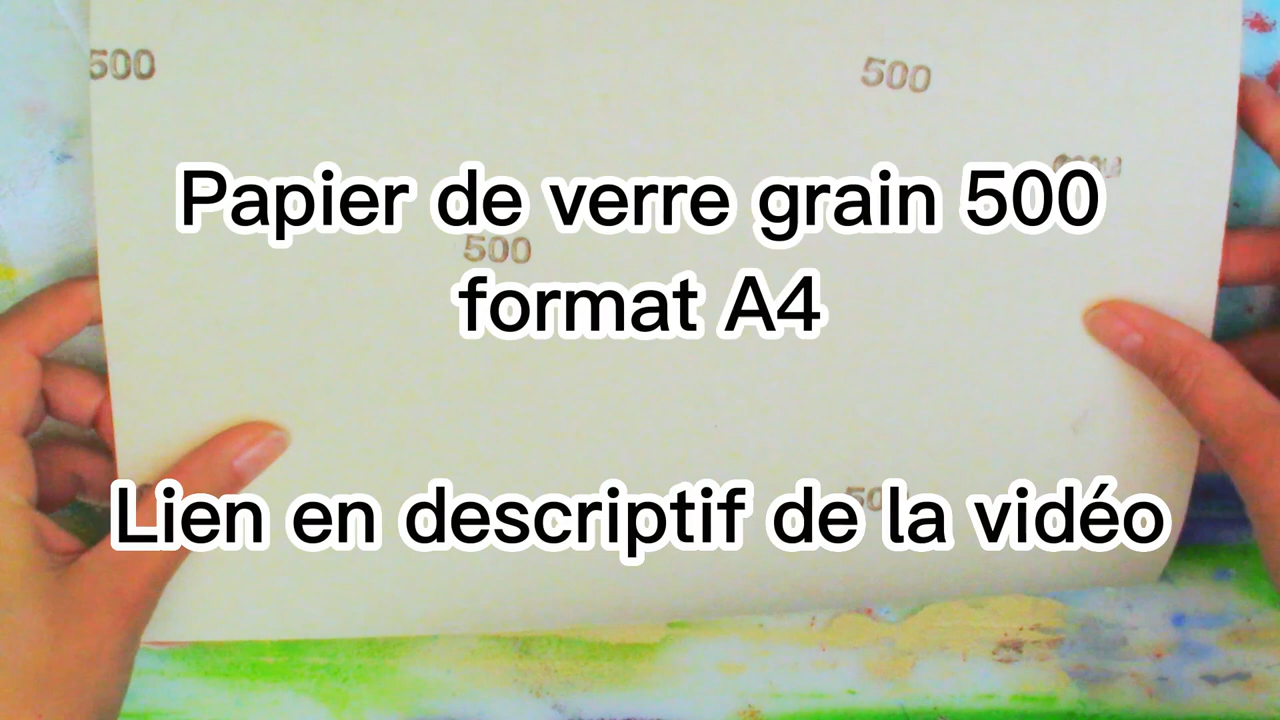 500
500
Papier de verre grain 500
500
format A4
Lien en descriptif de la vidéo